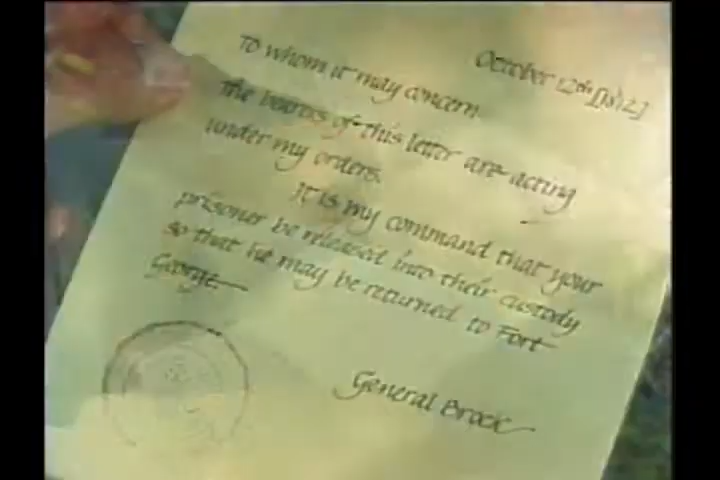 October 12th [1812]
To whom it may concern
The bearers of this letter are acting
under my orders.
It is my command that your
prisoner be released into their custody
so that he may be returned to Fort
George.
General Brock